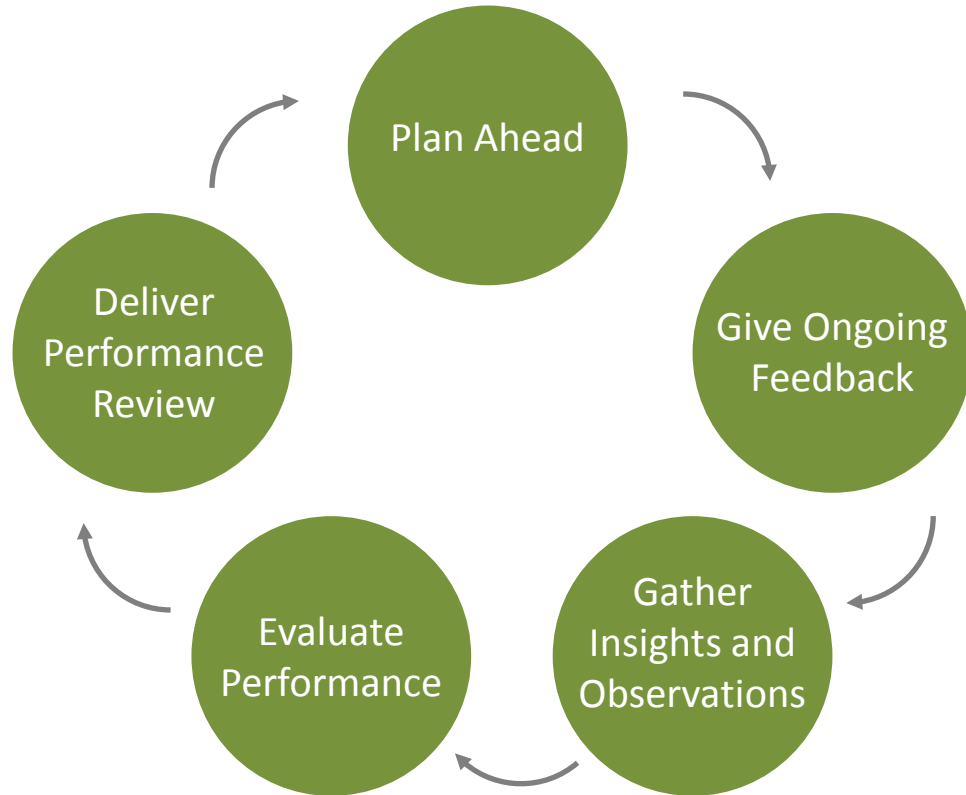 Plan Ahead
Give Ongoing
Feedback
Gather
Insights and
Observations
Evaluate
Performance
Deliver
Performance
Review